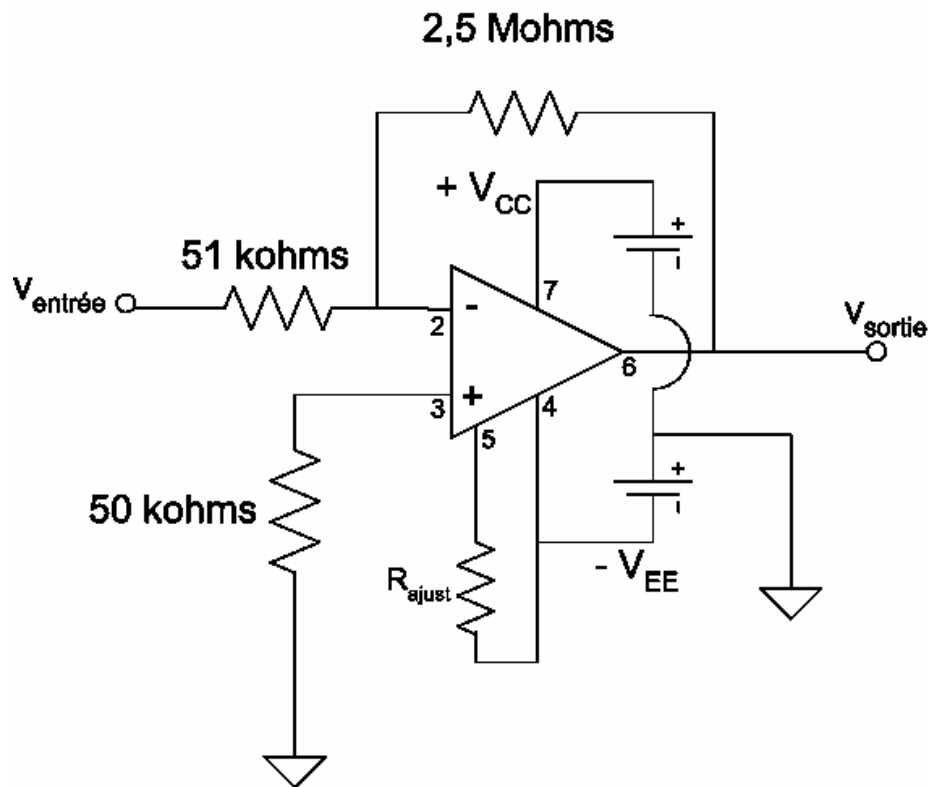 2,5 Mohms
+ VCC
51 kohms
+
-
ventrée
7
-
2
vsortie
6
3
+
4
5
+
-
50 kohms
Rajust
- VEE